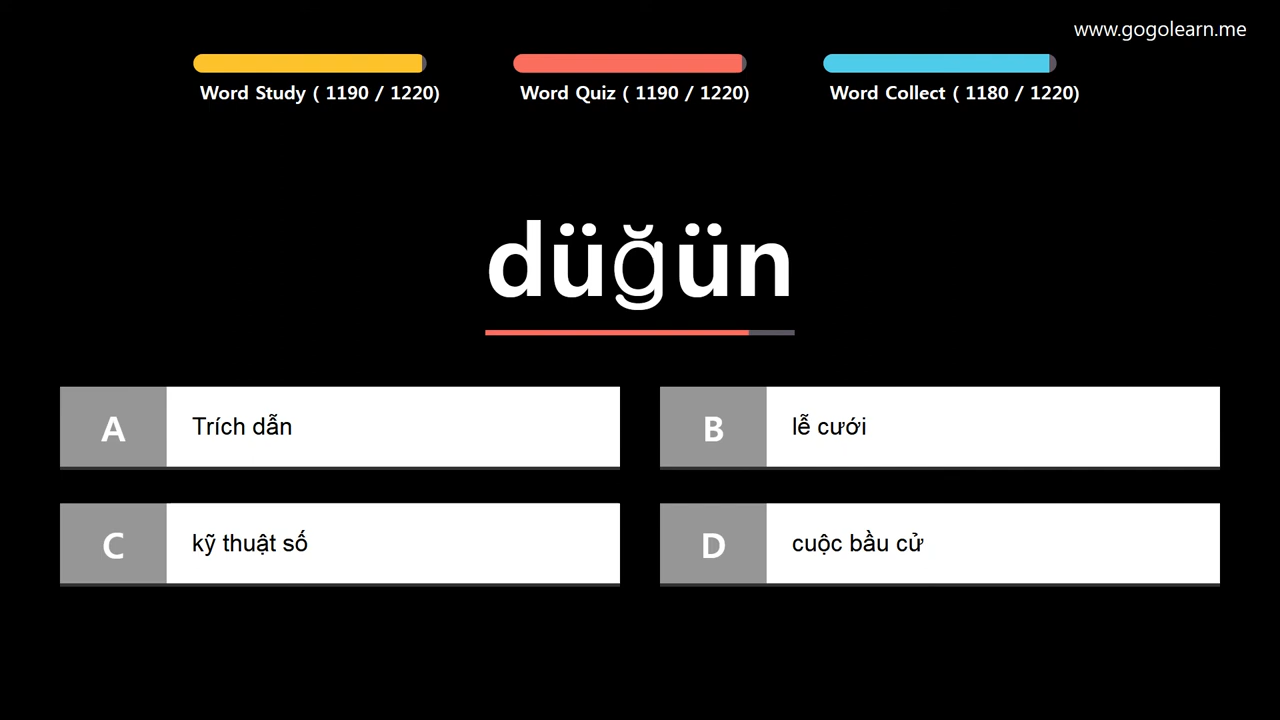 www.gogolearn.me
Word Study ( 1190 / 1220)
Word Quiz ( 1190 / 1220)
Word Collect ( 1180 / 1220)
düğün
A Trích dẫn
B lễ cưới
C kỹ thuật số
D cuộc bầu cử